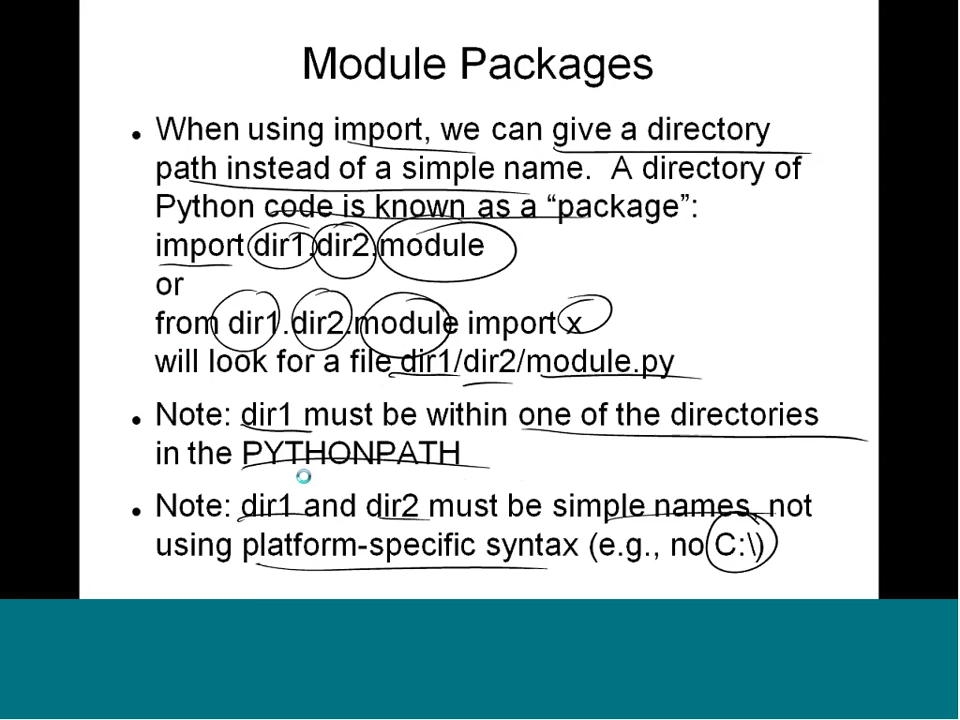 Module Packages
• When using import, we can give a directory
path instead of a simple name. A directory of
Python code is known as a “package”:
import dir1.dir2.module
or
from dir1.dir2.module import x
will look for a file dir1/dir2/module.py
• Note: dir1 must be within one of the directories
in the PYTHONPATH
• Note: dir1 and dir2 must be simple names, not
using platform-specific syntax (e.g., no C:\)